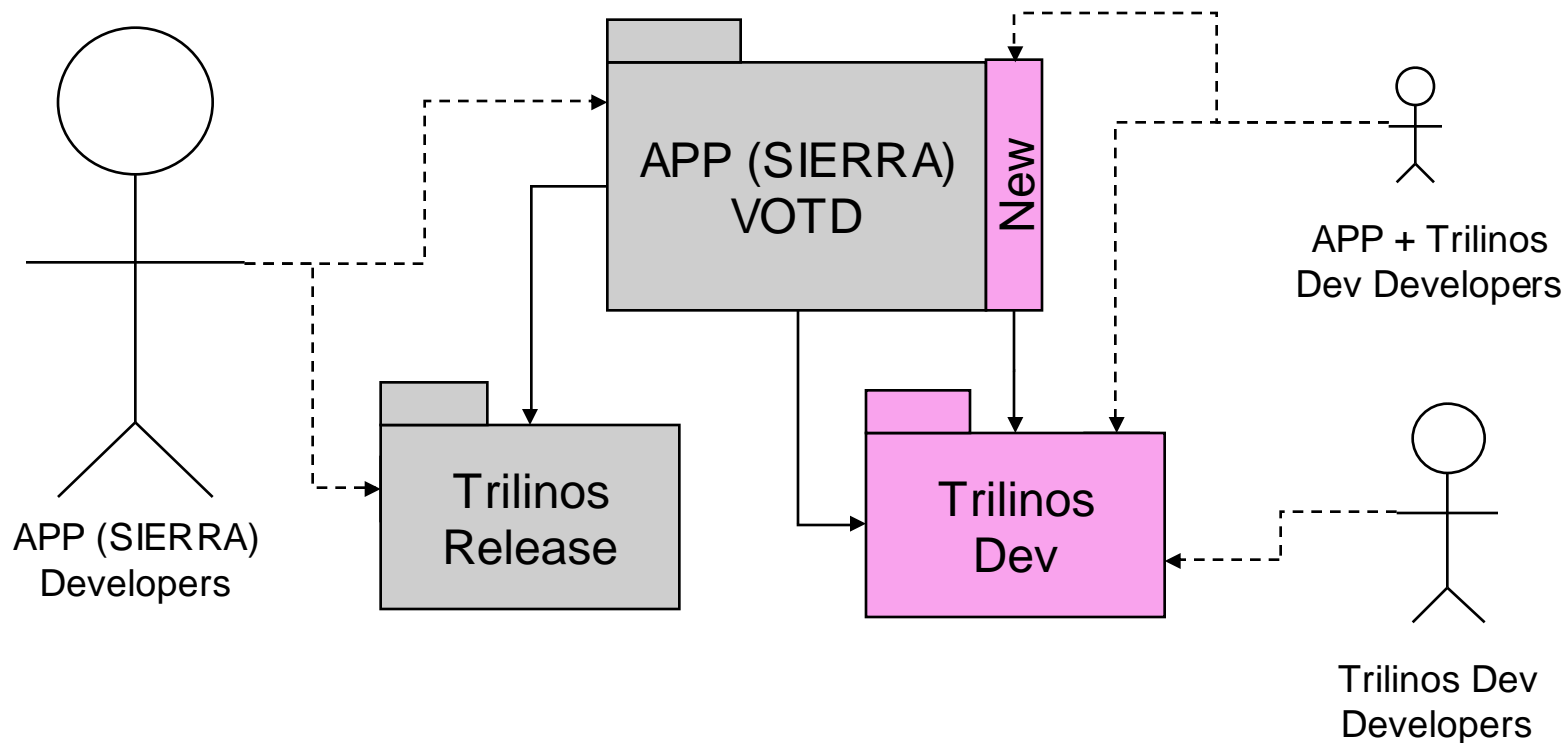 APP (SIERRA)
VOTD
New
APP + Trilinos
Dev Developers
Trilinos
Release
Trilinos
Dev
APP (SIERRA)
Developers
Trilinos Dev
Developers